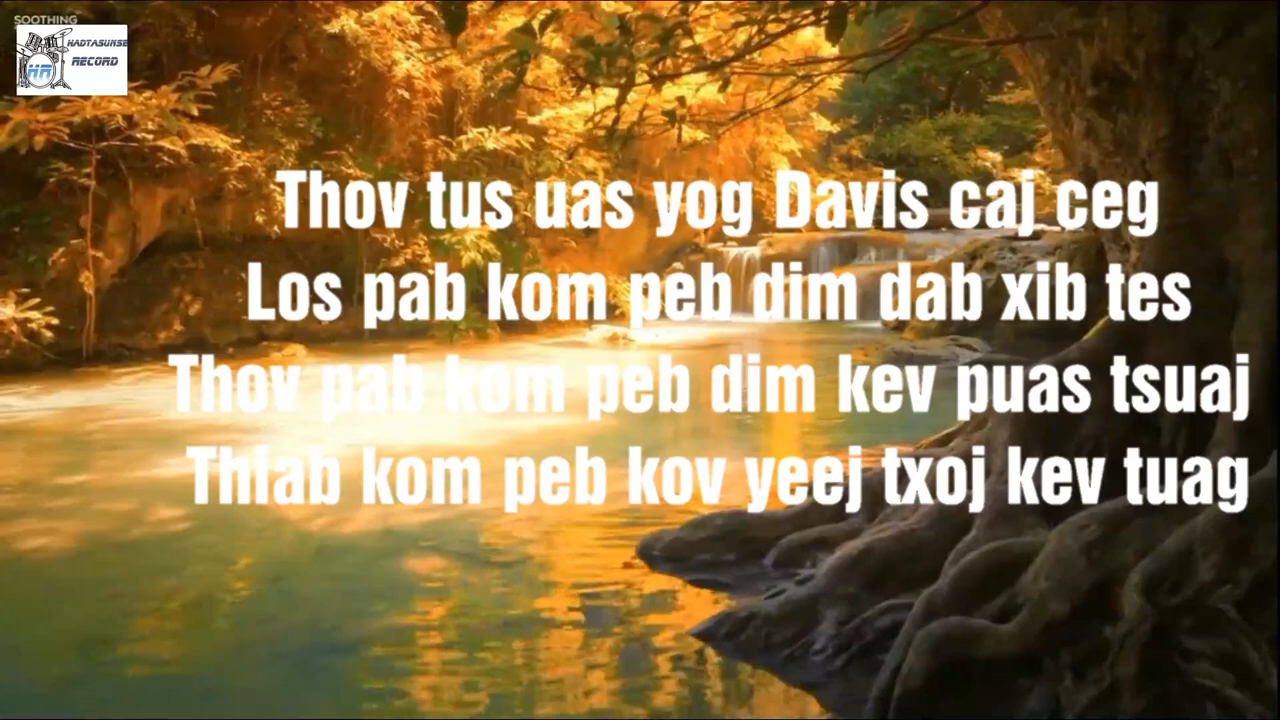 SOOTHING
HADTASUNSE
RECORD
HR
Thov tus uas yog Davis caj ceg
Los pab kom peb dim dab xib tes
Thov pab kom peb dim kev puas tsuaj
Thiab kom peb kov yeej txoj kev tuag